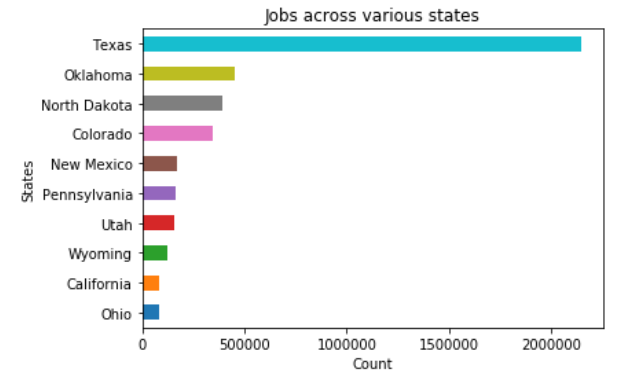 Jobs across various states
Texas
Oklahoma
North Dakota
Colorado
New Mexico
Pennsylvania
Utah
Wyoming
California
Ohio
States
0 500000 1000000 1500000 2000000
Count